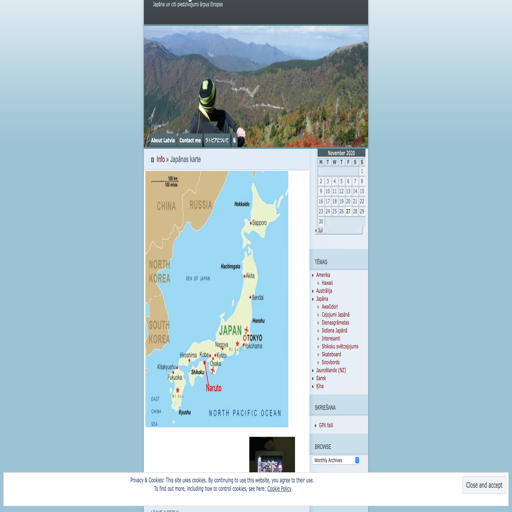 Japāna un citi piedzīvojumi ārpus Eiropas
About Latvia
Contact me
ラトビアについて
Info » Japānas karte
100 km
100 miles
CHINA
RUSSIA
Hokkaido
Sapporo
NORTH
KOREA
SEA OF JAPAN
Hachirogata
Akita
Sendai
Honshu
SOUTH
KOREA
JAPAN
TOKYO
Yokohama
Nagoya
Kyoto
Kobe
Osaka
Hiroshima
Kitakyushu
Fukuoka
Shikoku
Naruto
Kyushu
EAST
CHINA
SEA
NORTH PACIFIC OCEAN
November 2020
M T W T F S S
1
2 3 4 5 6 7 8
9 10 11 12 13 14 15
16 17 18 19 20 21 22
23 24 25 26 27 28 29
30
« Jul
TĒMAS
Amerika
Havaii
Austrālija
Japāna
AwaOdori
Ceļojumi Japānā
Dienasgrāmatas
Ikdiena Japānā
Interesanti
Shikoku svētceļojums
Skateboard
Snovbords
Jaunzēlande (NZ)
Sanek
Ķīna
SKRIEŠANA
GPX faili
BROWSE
Monthly Archives
Privacy & Cookies: This site uses cookies. By continuing to use this website, you agree to their use.
To find out more, including how to control cookies, see here: Cookie Policy
Close and accept